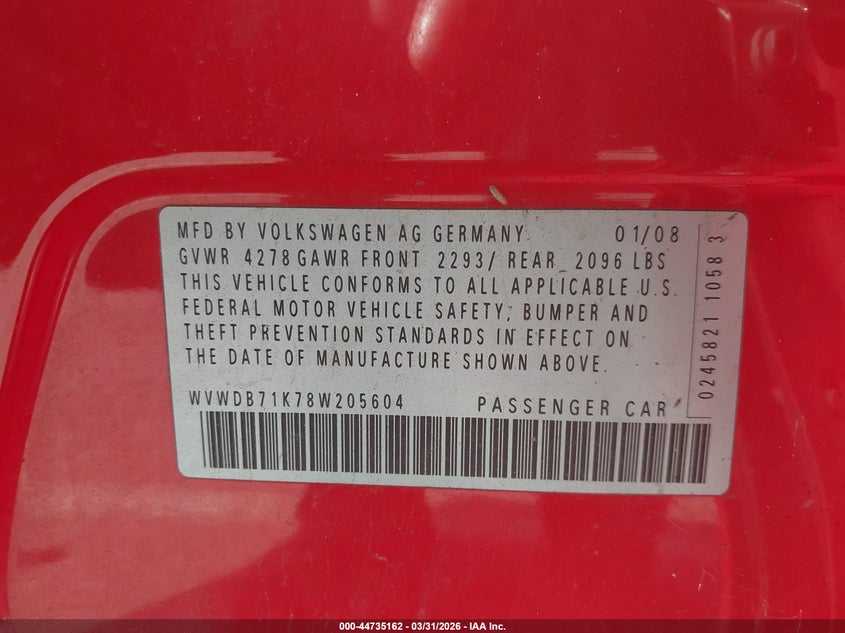 MFD BY VOLKSWAGEN AG GERMANY 01/08
GVWR 4278 GAWR FRONT 2293/ REAR 2096 LBS
THIS VEHICLE CONFORMS TO ALL APPLICABLE U.S.
FEDERAL MOTOR VEHICLE SAFETY, BUMPER AND
THEFT PREVENTION STANDARDS IN EFFECT ON
THE DATE OF MANUFACTURE SHOWN ABOVE.
WVWDB71K78W205604 PASSENGER CAR
0245821 1058 3
000-44735162 - 03/31/2026 - IAA Inc.